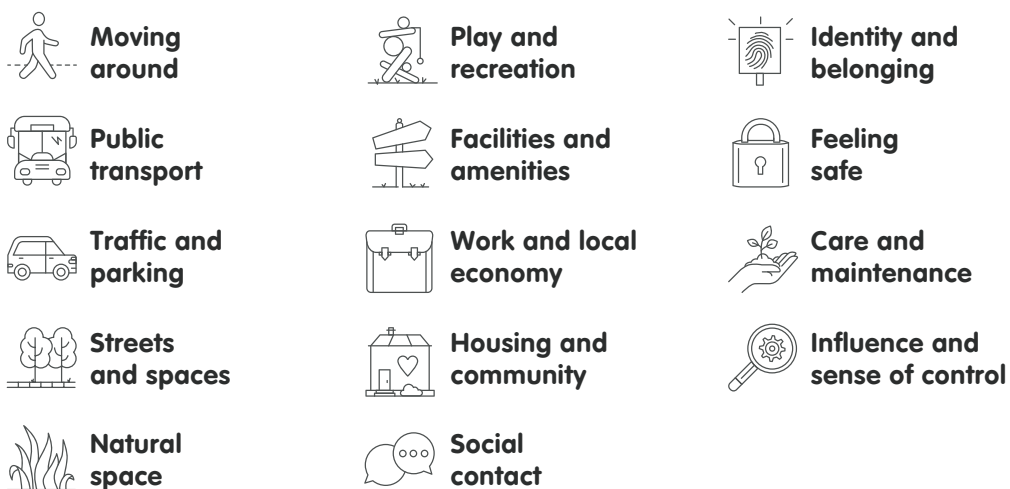 Moving
around
Public
transport
Traffic and
parking
Streets
and spaces
Natural
space
Play and
recreation
Facilities and
amenities
Work and local
economy
Housing and
community
Social
contact
Identity and
belonging
Feeling
safe
Care and
maintenance
Influence and
sense of control